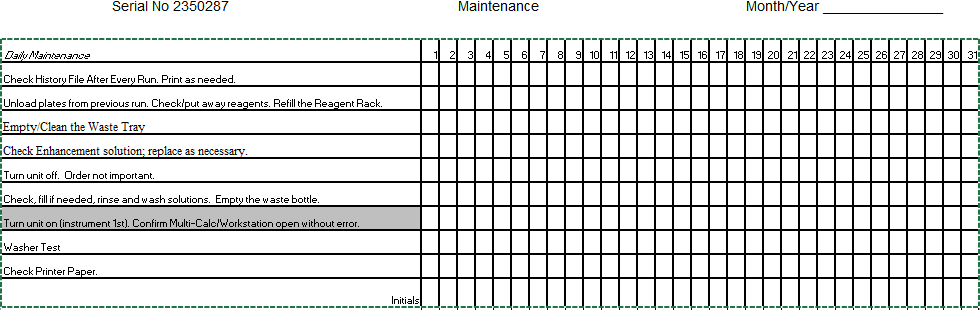 Serial No 2350287 Maintenance Month/Year _______________
Daily Maintenance 1 2 3 4 5 6 7 8 9 10 11 12 13 14 15 16 17 18 19 20 21 22 23 24 25 26 27 28 29 30 31
Check History File After Every Run. Print as needed.
Unload plates from previous run. Check/put away reagents. Refill the Reagent Rack.
Empty/Clean the Waste Tray
Check Enhancement solution; replace as necessary.
Turn unit off. Order not important.
Check, fill if needed, rinse and wash solutions. Empty the waste bottle.
Turn unit on (instrument 1st). Confirm Multi-Calc/Workstation open without error.
Washer Test
Check Printer Paper.
Initials